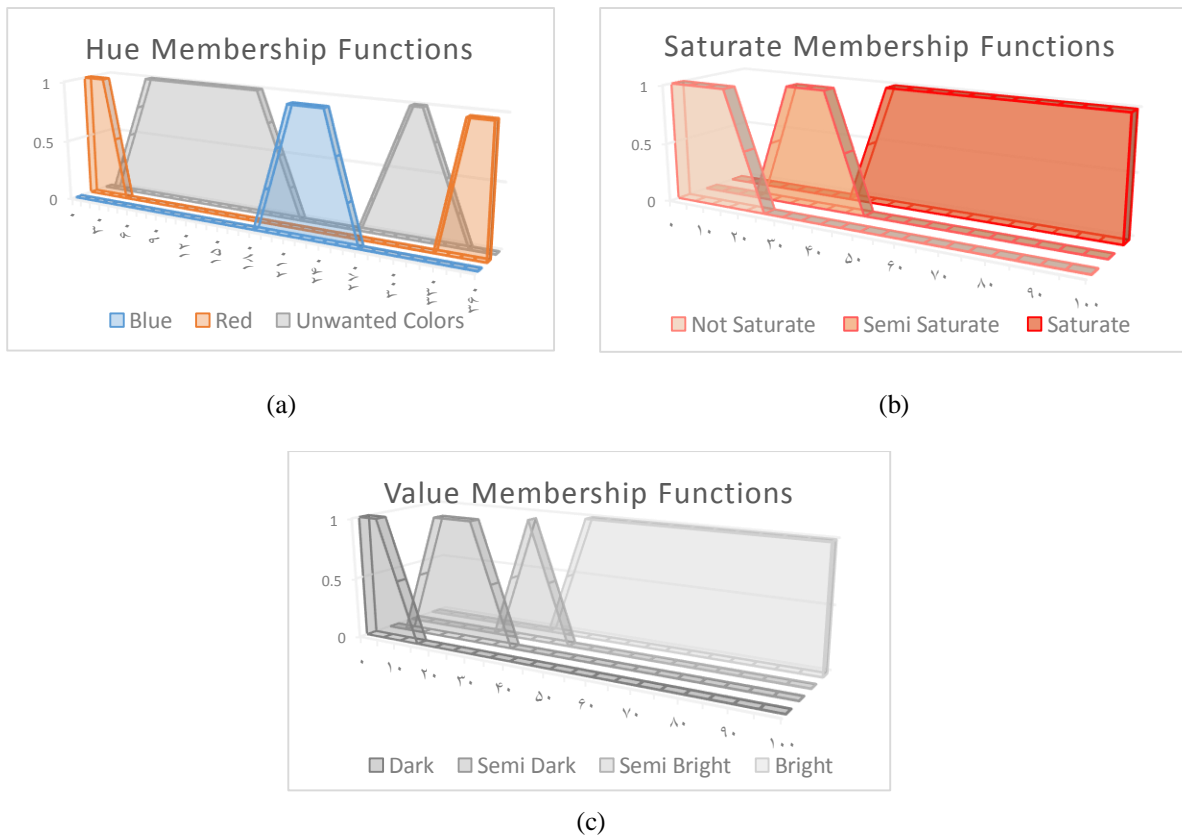 Hue Membership Functions
1
0.5
0
۰ ۳۰ ۶۰ ۹۰ ۱۲۰ ۱۵۰ ۱۸۰ ۲۱۰ ۲۴۰ ۲۷۰ ۳۰۰ ۳۳۰ ۳۶۰
Blue Red Unwanted Colors
(a)
Saturate Membership Functions
1
0.5
0
۰ ۱۰ ۲۰ ۳۰ ۴۰ ۵۰ ۶۰ ۷۰ ۸۰ ۹۰ ۱۰۰
Not Saturate Semi Saturate Saturate
(b)
Value Membership Functions
1
0.5
0
۰ ۱۰ ۲۰ ۳۰ ۴۰ ۵۰ ۶۰ ۷۰ ۸۰ ۹۰ ۱۰۰
Dark Semi Dark Semi Bright Bright
(c)